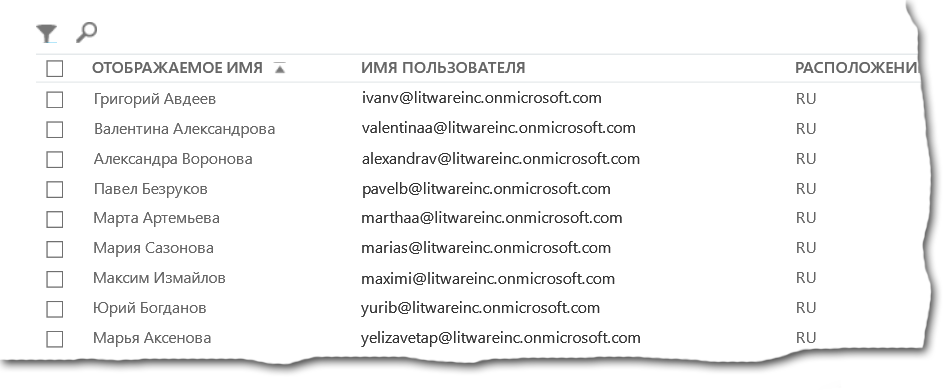 ОТОБРАЖАЕМОЕ ИМЯ ИМЯ ПОЛЬЗОВАТЕЛЯ РАСПОЛОЖЕНИ
Григорий Авдеев ivanv@litwareinc.onmicrosoft.com RU
Валентина Александрова valentinaa@litwareinc.onmicrosoft.com RU
Александра Воронова alexandrav@litwareinc.onmicrosoft.com RU
Павел Безруков pavelb@litwareinc.onmicrosoft.com RU
Марта Артемьева marthaa@litwareinc.onmicrosoft.com RU
Мария Сазонова marias@litwareinc.onmicrosoft.com RU
Максим Измайлов maximi@litwareinc.onmicrosoft.com RU
Юрий Богданов yurib@litwareinc.onmicrosoft.com RU
Марья Аксенова yelizavetap@litwareinc.onmicrosoft.com RU